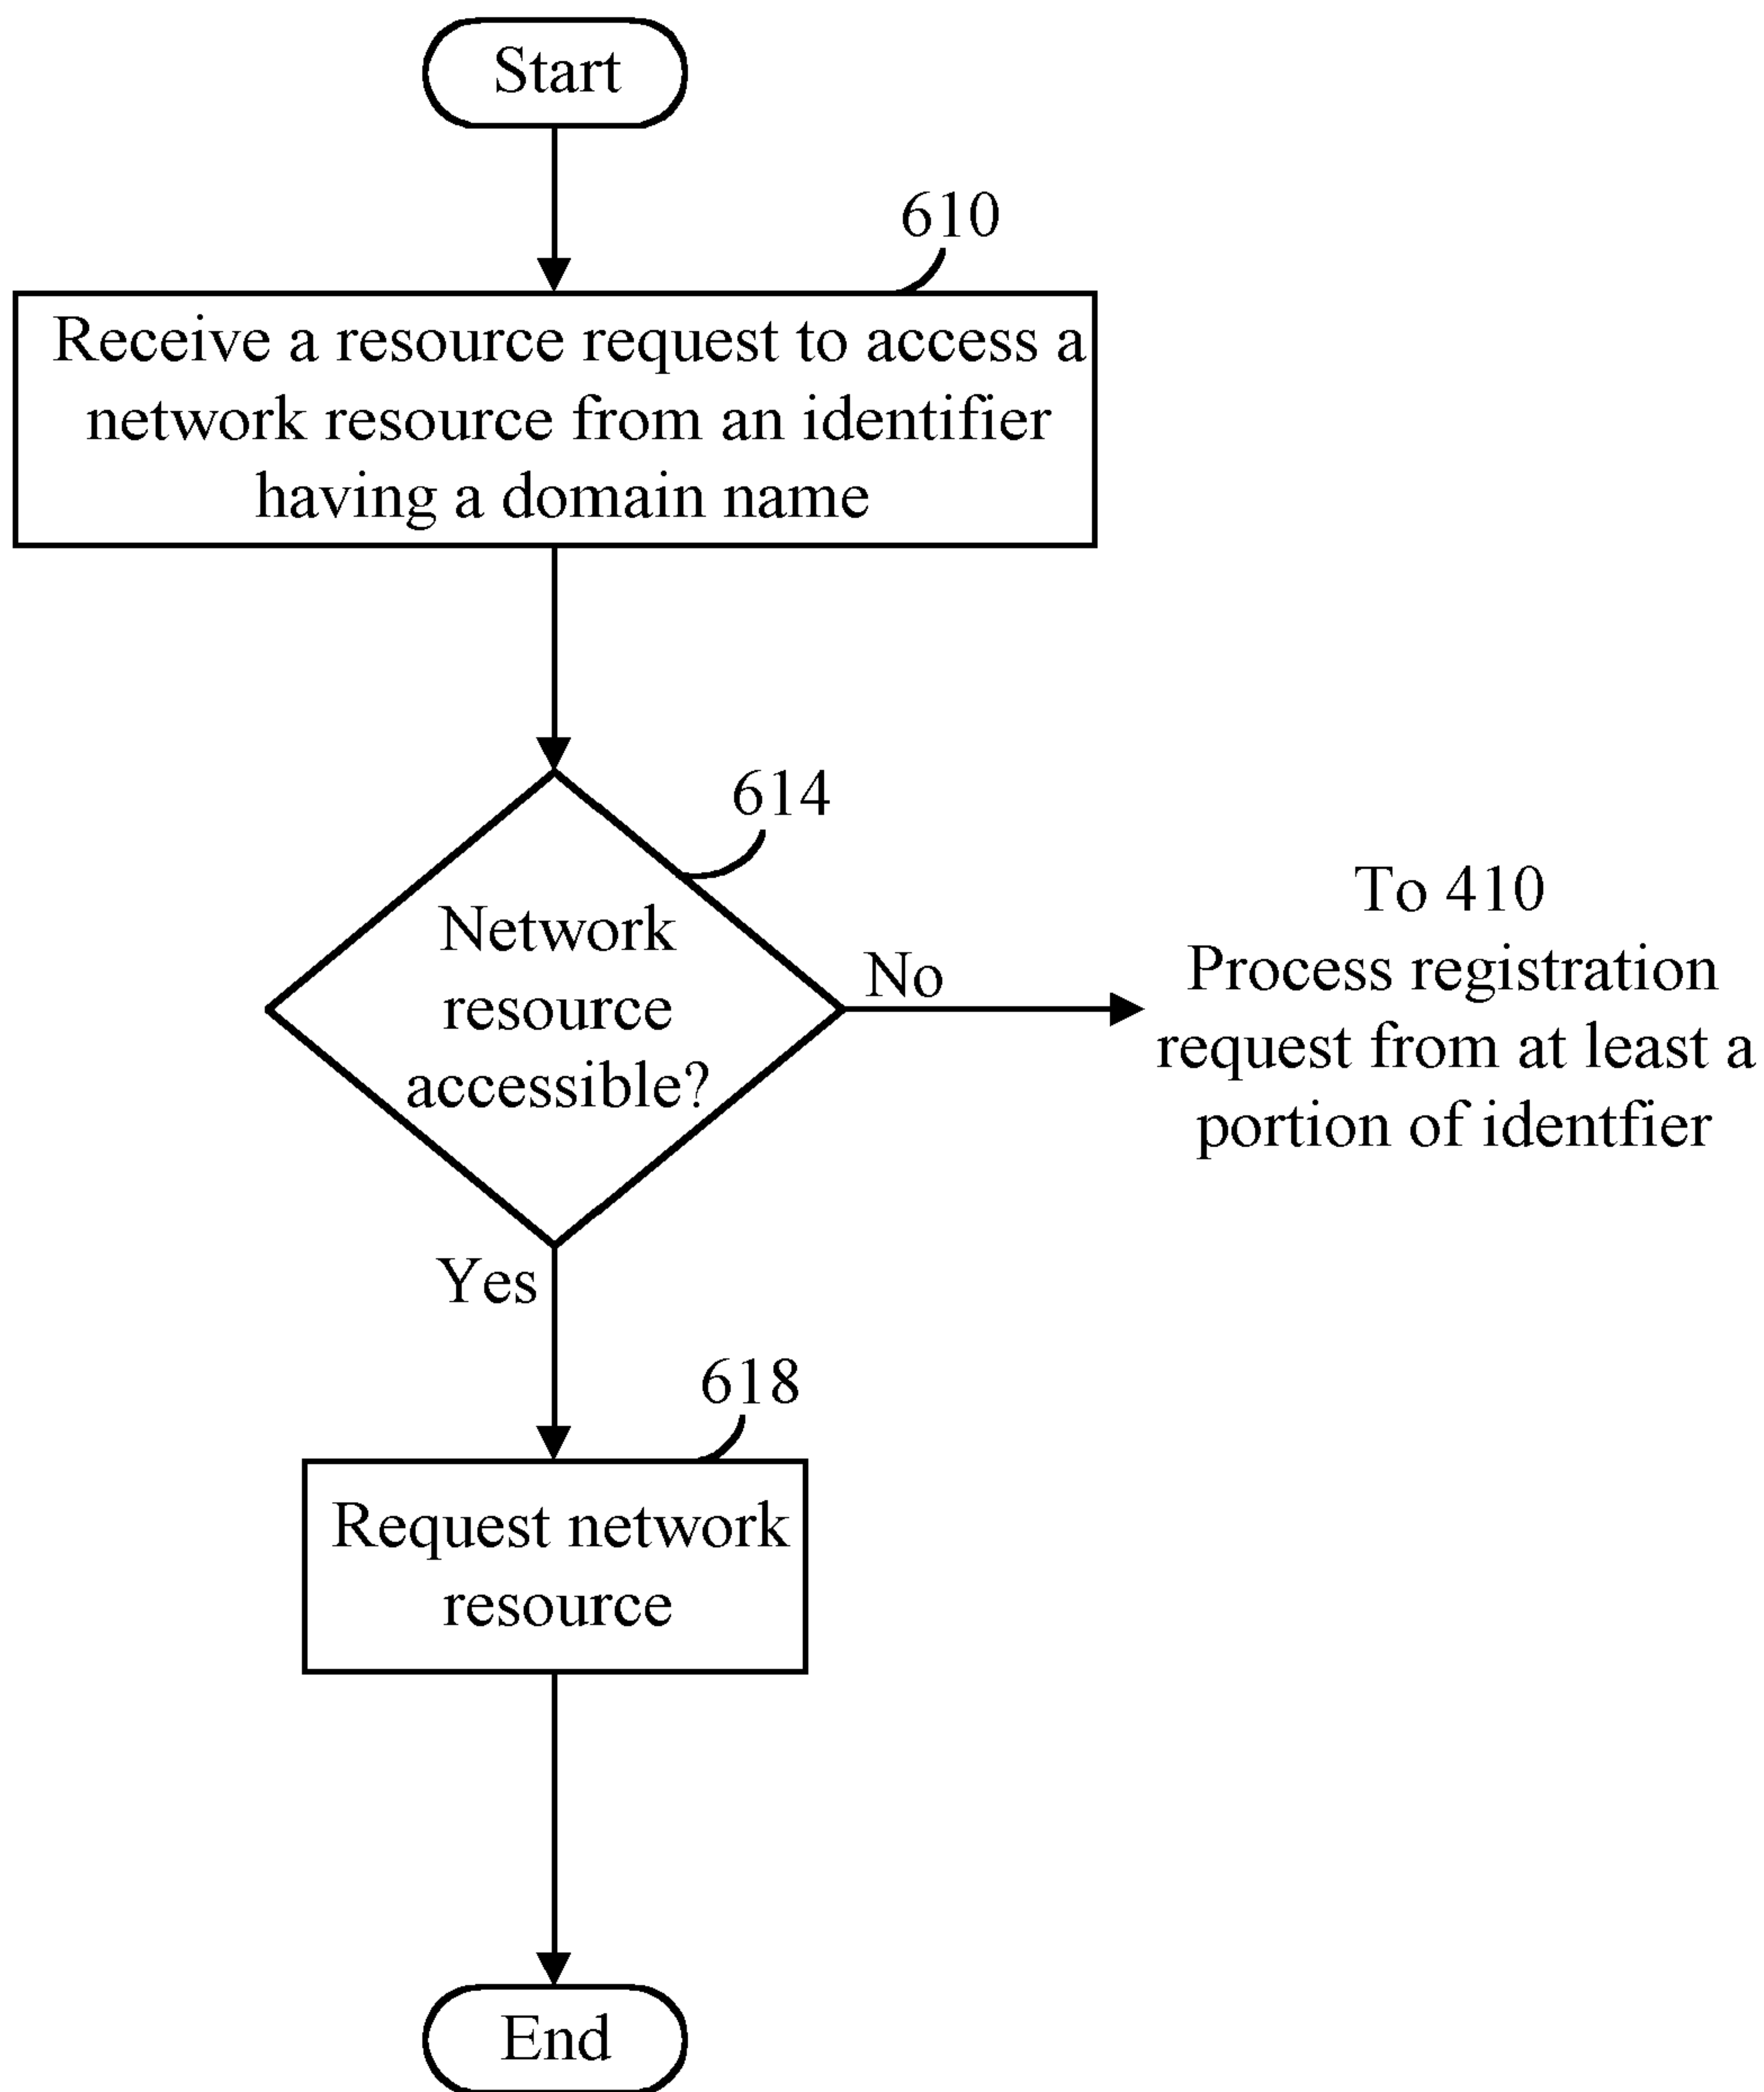 Start
610
Receive a resource request to access a
network resource from an identifier
having a domain name
614
Network
resource
accessible?
No
To 410
Process registration
request from at least a
portion of identfier
Yes
618
Request network
resource
End